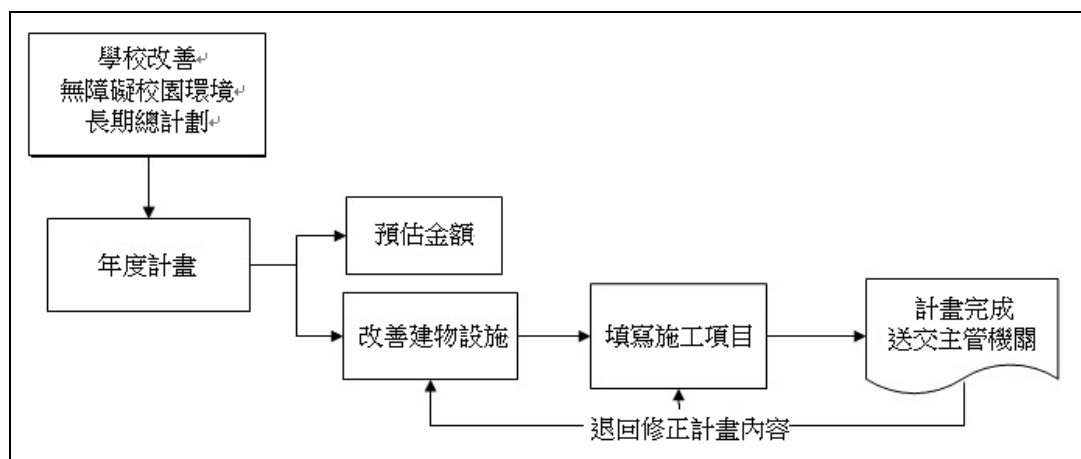 學校改善
無障礙校園環境
長期總計劃
年度計畫
預估金額
改善建物設施
填寫施工項目
計畫完成
送交主管機關
退回修正計畫內容